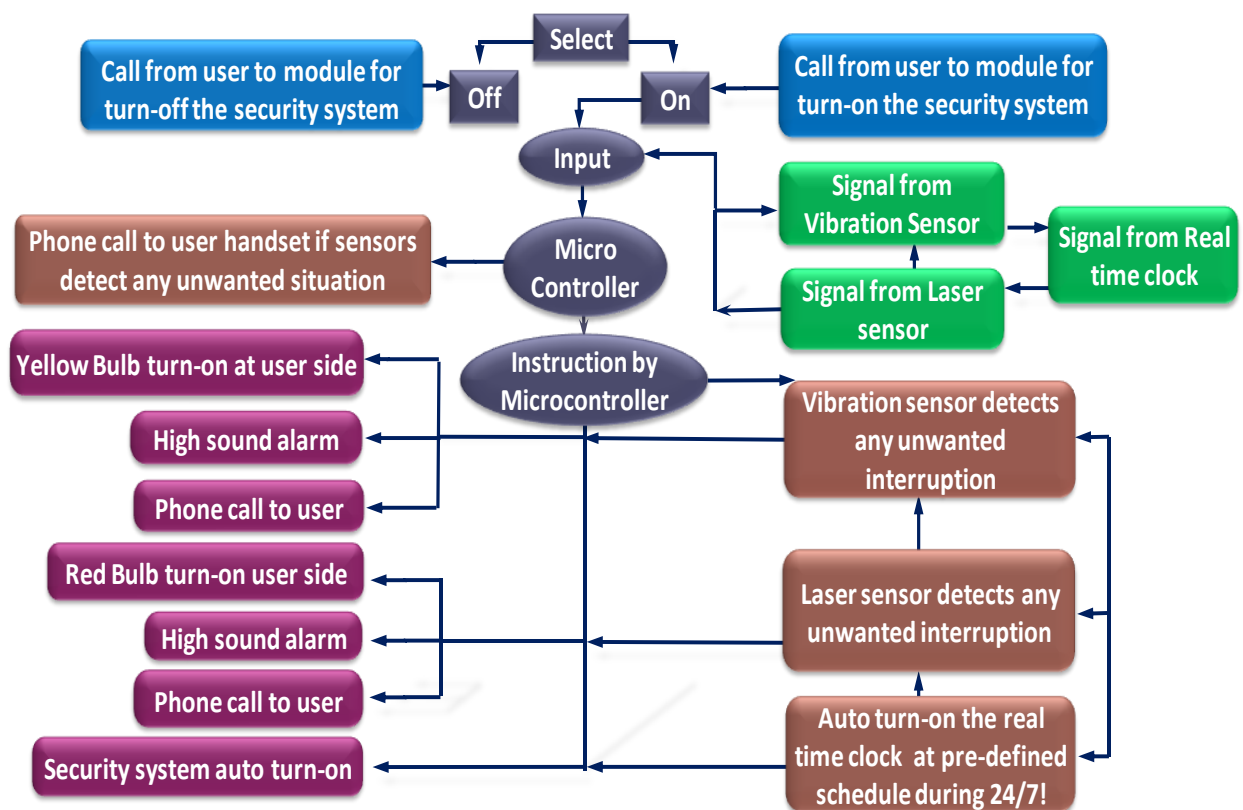 Select
Call from user to module for
turn-off the security system
Off
On
Call from user to module for
turn-on the security system
Input
Signal from
Vibration Sensor
Signal from Real
time clock
Signal from Laser
sensor
Phone call to user handset if sensors
detect any unwanted situation
Micro
Controller
Instruction by
Microcontroller
Yellow Bulb turn-on at user side
High sound alarm
Phone call to user
Vibration sensor detects
any unwanted
interruption
Red Bulb turn-on user side
High sound alarm
Phone call to user
Laser sensor detects any
unwanted interruption
Security system auto turn-on
Auto turn-on the real
time clock at pre-defined
schedule during 24/7!